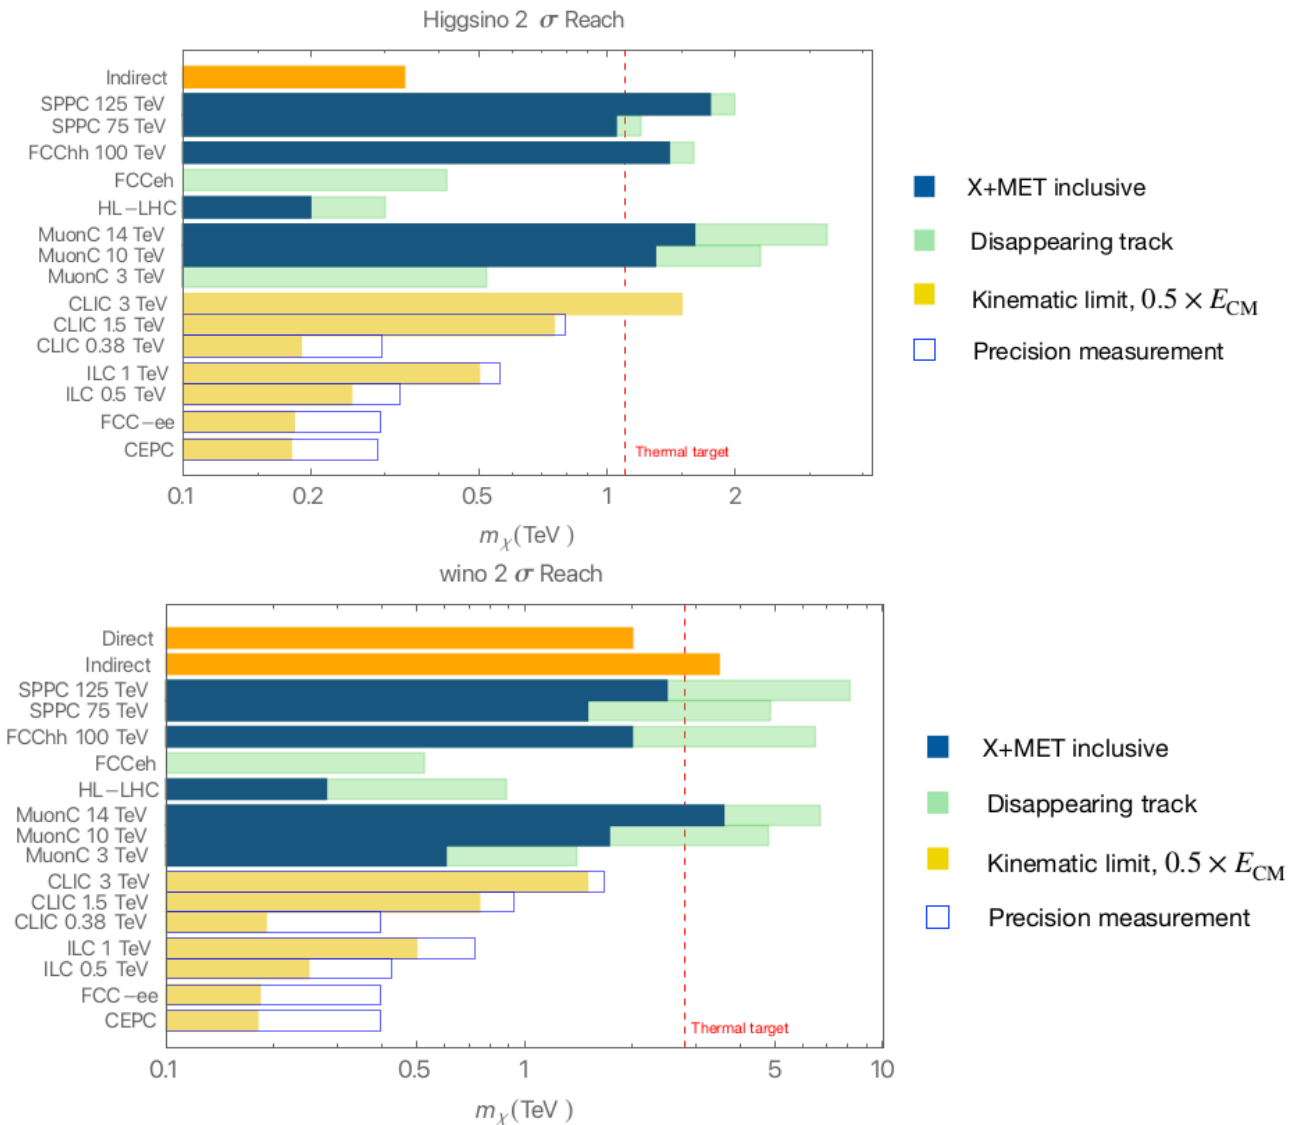 Higgsino 2 σ Reach
Indirect
SPPC 125 TeV
SPPC 75 TeV
FCChh 100 TeV
FCCeh
HL-LHC
MuonC 14 TeV
MuonC 10 TeV
MuonC 3 TeV
CLIC 3 TeV
CLIC 1.5 TeV
CLIC 0.38 TeV
ILC 1 TeV
ILC 0.5 TeV
FCC-ee
CEPC
Thermal target
0.1 0.2 0.5 1 2
mχ(TeV )
X+MET inclusive
Disappearing track
Kinematic limit, 0.5 × E_CM
Precision measurement
wino 2 σ Reach
Direct
Indirect
SPPC 125 TeV
SPPC 75 TeV
FCChh 100 TeV
FCCeh
HL-LHC
MuonC 14 TeV
MuonC 10 TeV
MuonC 3 TeV
CLIC 3 TeV
CLIC 1.5 TeV
CLIC 0.38 TeV
ILC 1 TeV
ILC 0.5 TeV
FCC-ee
CEPC
Thermal target
0.1 0.5 1 5 10
mχ(TeV )
X+MET inclusive
Disappearing track
Kinematic limit, 0.5 × E_CM
Precision measurement